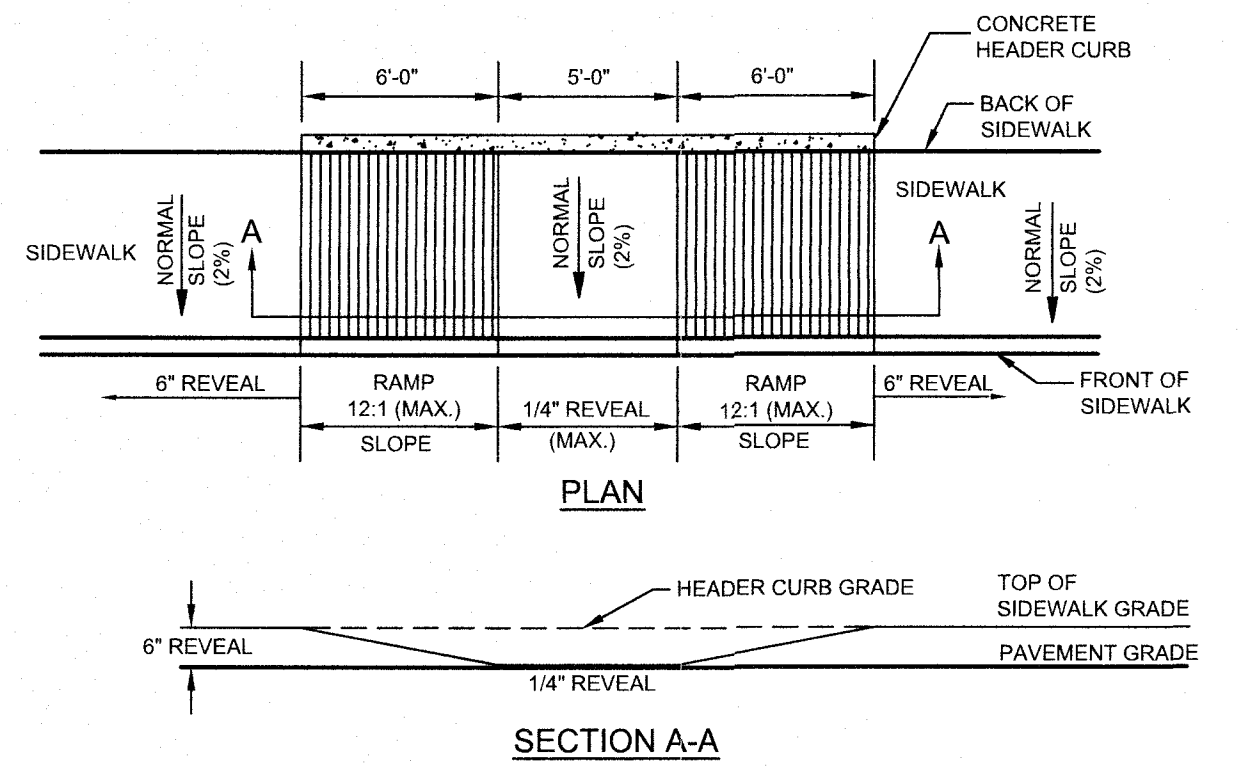 CONCRETE
HEADER CURB
6'-0"
5'-0"
6'-0"
BACK OF
SIDEWALK
SIDEWALK
NORMAL
SLOPE
(2%)
A
NORMAL
SLOPE
(2%)
SIDEWALK
A
NORMAL
SLOPE
(2%)
6" REVEAL
RAMP
12:1 (MAX.)
SLOPE
1/4" REVEAL
(MAX.)
RAMP
12:1 (MAX.)
SLOPE
6" REVEAL
FRONT OF
SIDEWALK
PLAN
HEADER CURB GRADE
TOP OF
SIDEWALK GRADE
6" REVEAL
PAVEMENT GRADE
1/4" REVEAL
SECTION A-A